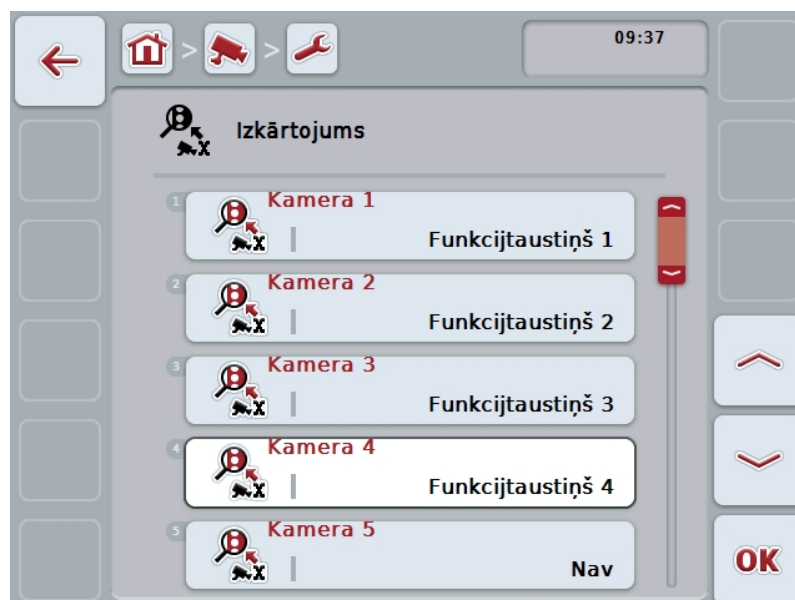 09:37
Izkārtojums
1
Kamera 1
Funkcijtaustiņš 1
2
Kamera 2
Funkcijtaustiņš 2
3
Kamera 3
Funkcijtaustiņš 3
4
Kamera 4
Funkcijtaustiņš 4
5
Kamera 5
Nav
OK